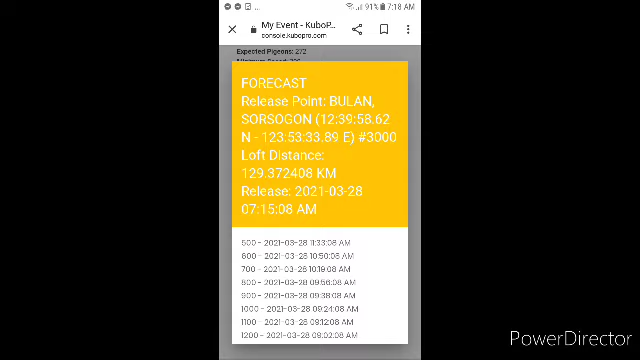 91% 7:18 AM
My Event - KuboP...
console.kubopro.com
Expected Pigeons: 272
FORECAST
Release Point: BULAN,
SORSOGON (12:39:58.62
N - 123:53:33.89 E) #3000
Loft Distance:
129.372408 KM
Release: 2021-03-28
07:15:08 AM
500 - 2021-03-28 11:33:08 AM
600 - 2021-03-28 10:50:08 AM
700 - 2021-03-28 10:19:08 AM
800 - 2021-03-28 09:56:08 AM
900 - 2021-03-28 09:38:08 AM
1000 - 2021-03-28 09:24:08 AM
1100 - 2021-03-28 09:12:08 AM
1200 - 2021-03-28 09:02:08 AM
PowerDirector